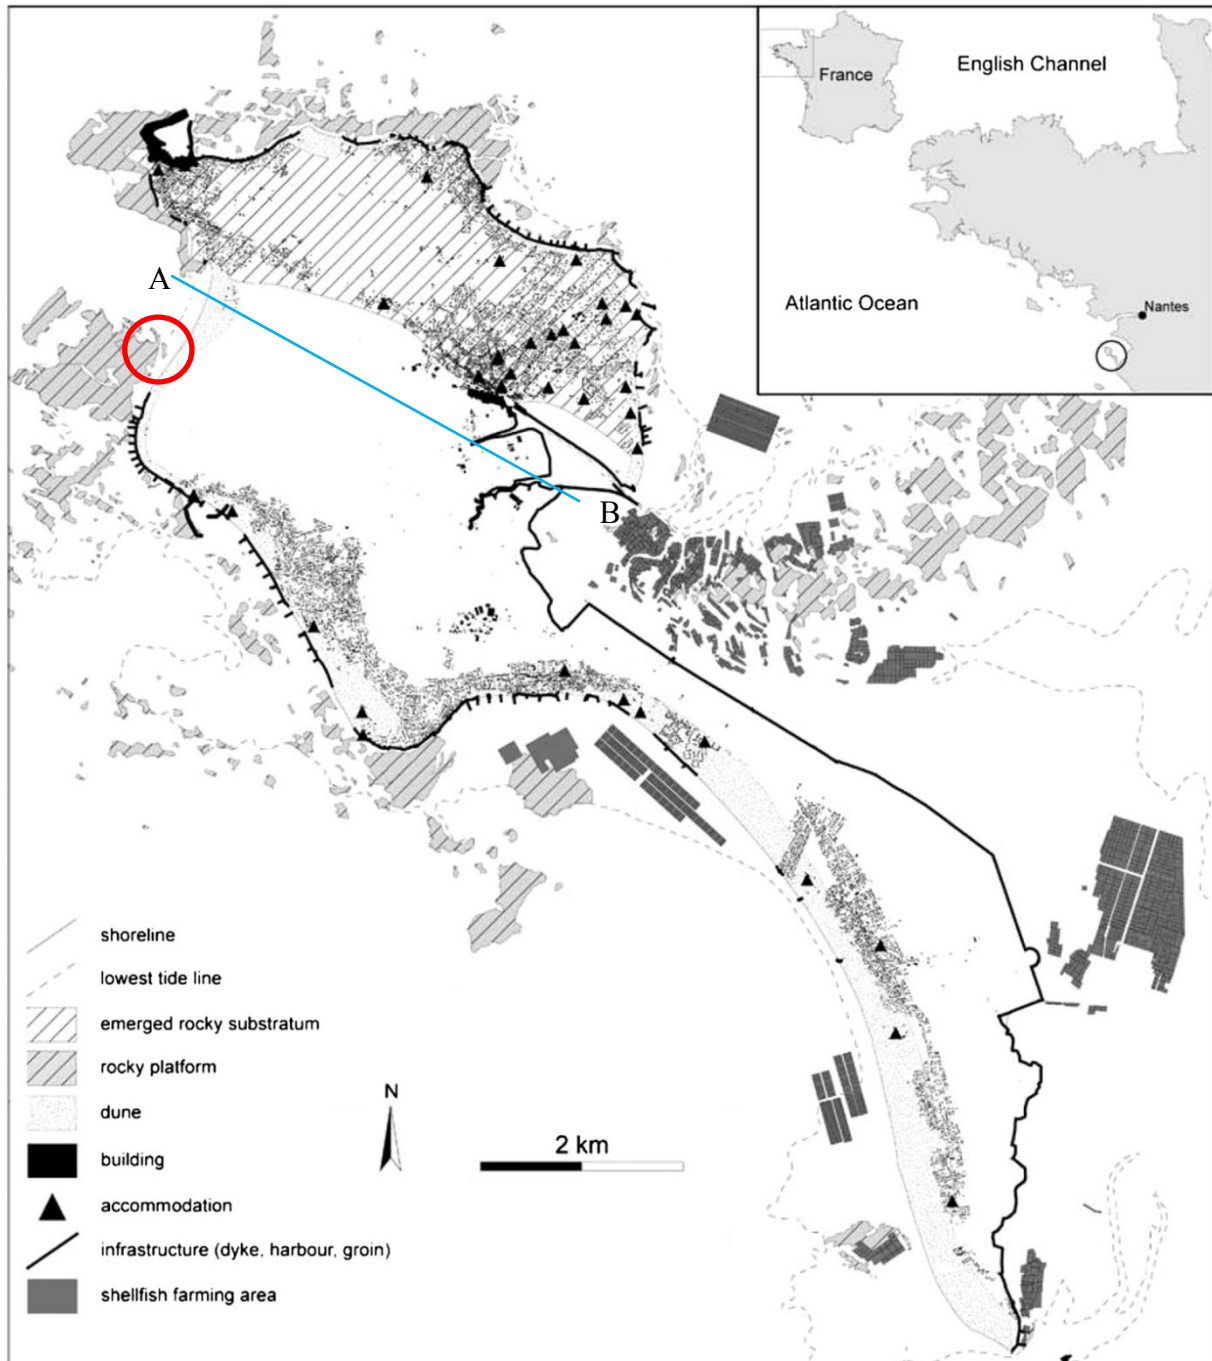 English Channel
France
Atlantic Ocean
Nantes
A
B
shoreline
lowest tide line
emerged rocky substratum
rocky platform
dune
building
accommodation
infrastructure (dyke, harbour, groin)
shellfish farming area
N
2 km